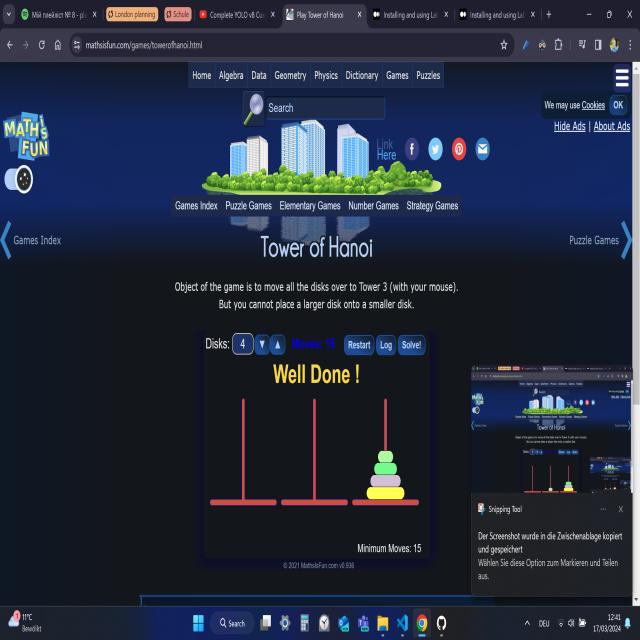 Мій плейліст № 8 - pl
London planning
Schule
Complete YOLO v8 Cus
Play Tower of Hanoi
Installing and using Lab
Installing and using Lab
mathsisfun.com/games/towerofhanoi.html
Home Algebra Data Geometry Physics Dictionary Games Puzzles
Search
We may use Cookies OK
Hide Ads | About Ads
MATH IS FUN
Link Here
Games Index Puzzle Games Elementary Games Number Games Strategy Games
Games Index
Puzzle Games
Tower of Hanoi
Object of the game is to move all the disks over to Tower 3 (with your mouse).
But you cannot place a larger disk onto a smaller disk.
Disks: 4 Moves: 15 Restart Log Solve!
Well Done !
Minimum Moves: 15
© 2021 MathsIsFun.com v0.936
Snipping Tool
Der Screenshot wurde in die Zwischenablage kopiert
und gespeichert
Wählen Sie diese Option zum Markieren und Teilen
aus.
11°C
Bewölkt
Search
DEU
12:41
17/03/2024